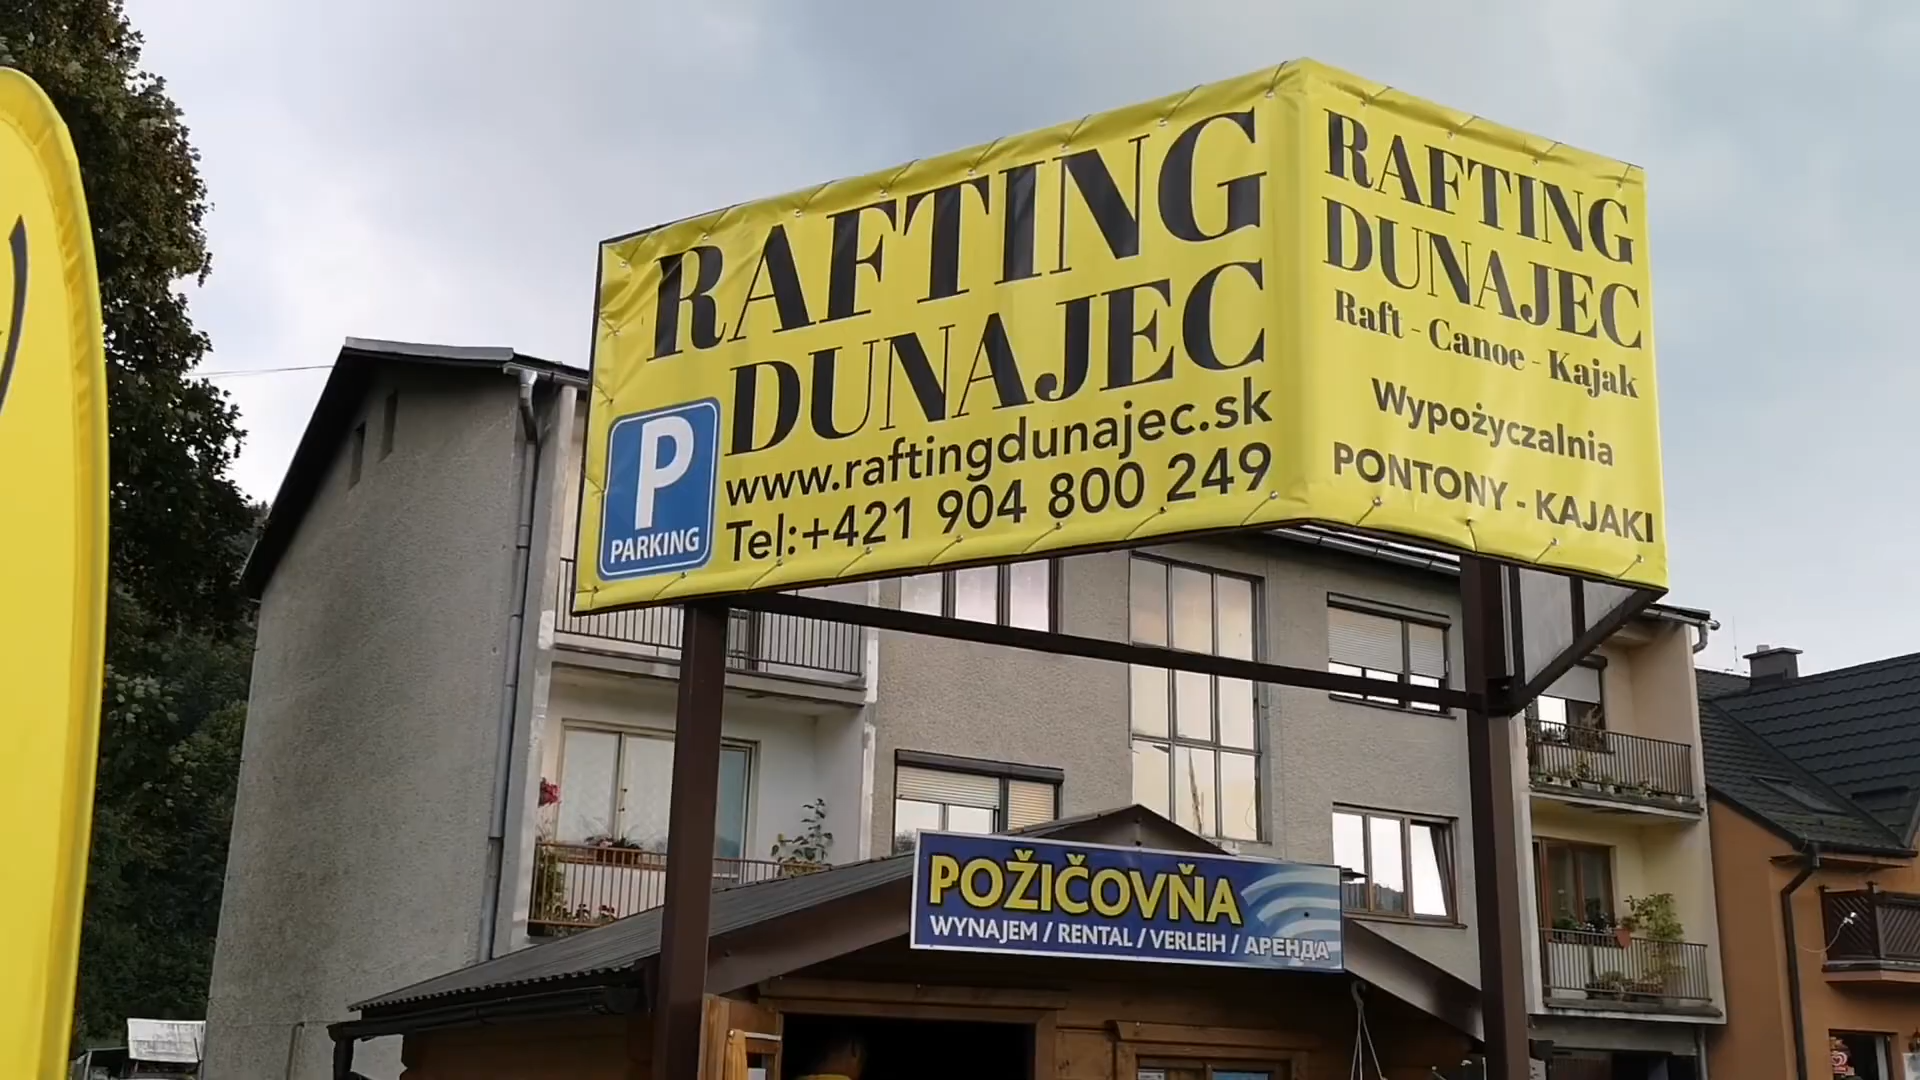 RAFTING
DUNAJEC
www.raftingdunajec.sk
Tel:+421 904 800 249
P
PARKING
RAFTING
DUNAJEC
Raft - Canoe - Kajak
Wypożyczalnia
PONTONY - KAJAKI
POŽIČOVŇA
WYNAJEM / RENTAL / VERLEIH / АРЕНДА